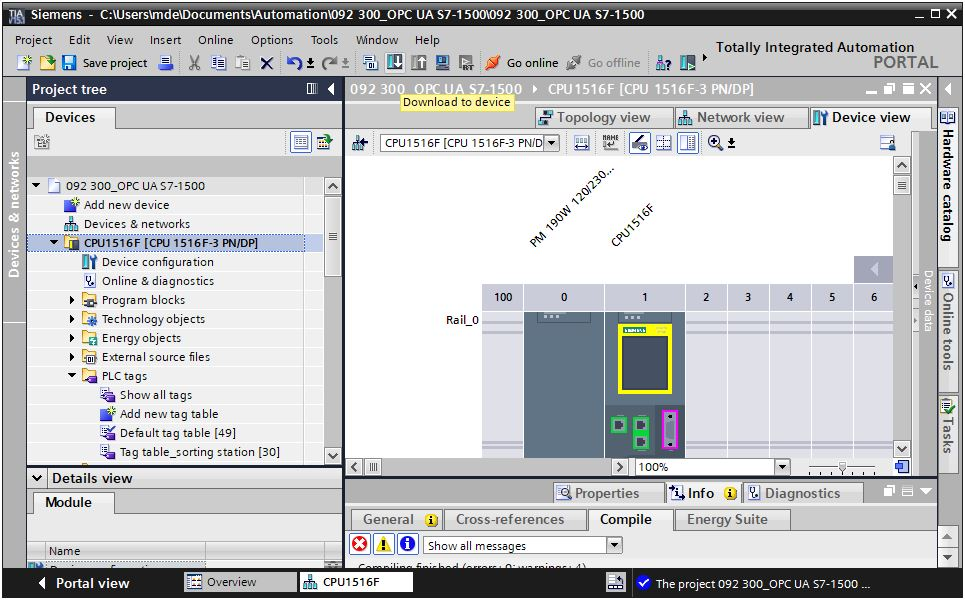 Siemens - C:\Users\mde\Documents\Automation\092 300_OPC UA S7-1500\092 300_OPC UA S7-1500
Project Edit View Insert Online Options Tools Window Help
Totally Integrated Automation
PORTAL
Save project Go online Go offline
Project tree
092 300_OPC UA S7-1500 CPU1516F [CPU 1516F-3 PN/DP]
Download to device
Devices
Topology view Network view Device view
CPU1516F [CPU 1516F-3 PN/D
Devices & networks
092 300_OPC UA S7-1500
Add new device
Devices & networks
CPU1516F [CPU 1516F-3 PN/DP]
Device configuration
Online & diagnostics
Program blocks
Technology objects
Energy objects
External source files
PLC tags
Show all tags
Add new tag table
Default tag table [49]
Tag table_sorting station [30]
PM 190W 120/230...
CPU1516F
100 0 1 2 3 4 5 6
Rail_0
SIEMENS
100%
Device data
Hardware catalog
Online tools
Tasks
Details view
Module
Name
Properties Info Diagnostics
General Cross-references Compile Energy Suite
Show all messages
Compiling finished (errors: 0; warnings: 4)
Portal view Overview CPU1516F The project 092 300_OPC UA S7-1500 ...